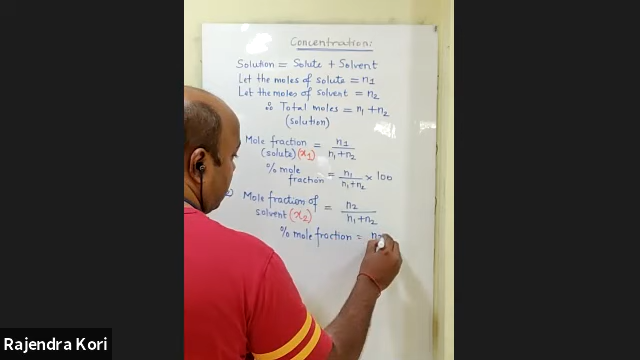 Concentration:
Solution = Solute + Solvent
Let the moles of solute = n1
Let the moles of solvent = n2
∴ Total moles = n1 + n2
(solution)
Mole fraction = n1 / n1+n2
(solute) (x1)
% mole fraction = n1 / n1+n2 × 100
Mole fraction of solvent (x2) = n2 / n1+n2
% mole fraction = n2
Rajendra Kori